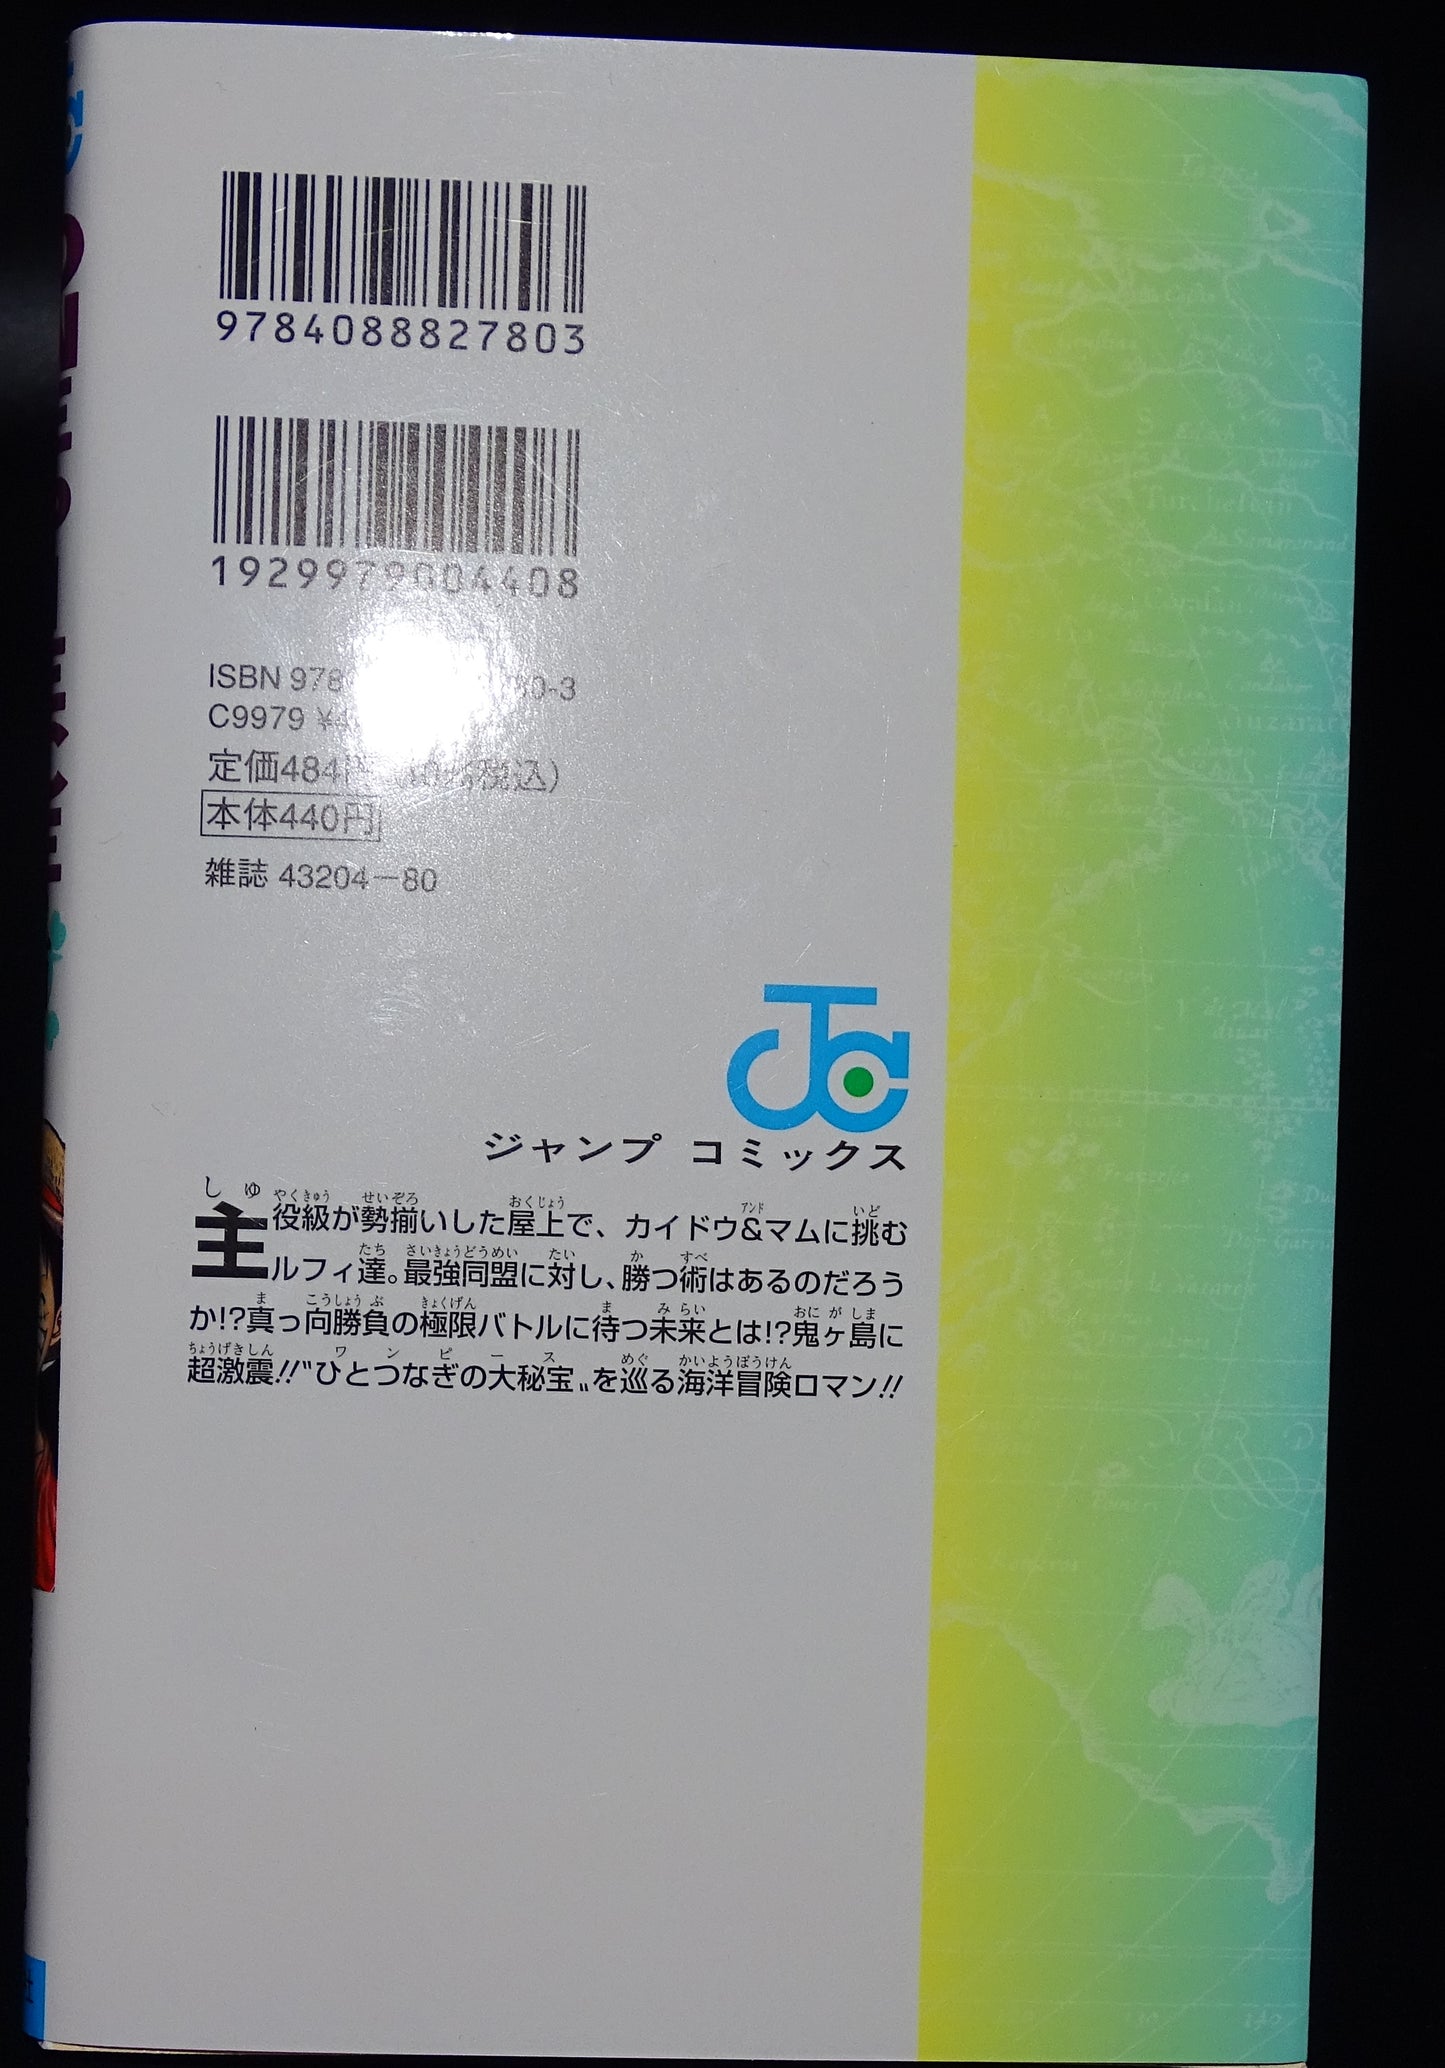 9784088827803
1929979004408
ISBN 978 80-3
C9979 ¥4
定価484円(10%税込)
本体440円
雑誌 43204-80
ジャンプ コミックス
主役級が勢揃いした屋上で、カイドウ&マムに挑む
ルフィ達。最強同盟に対し、勝つ術はあるのだろう
か!?真っ向勝負の極限バトルに待つ未来とは!?鬼ヶ島に
超激震!!〝ひとつなぎの大秘宝〟を巡る海洋冒険ロマン!!